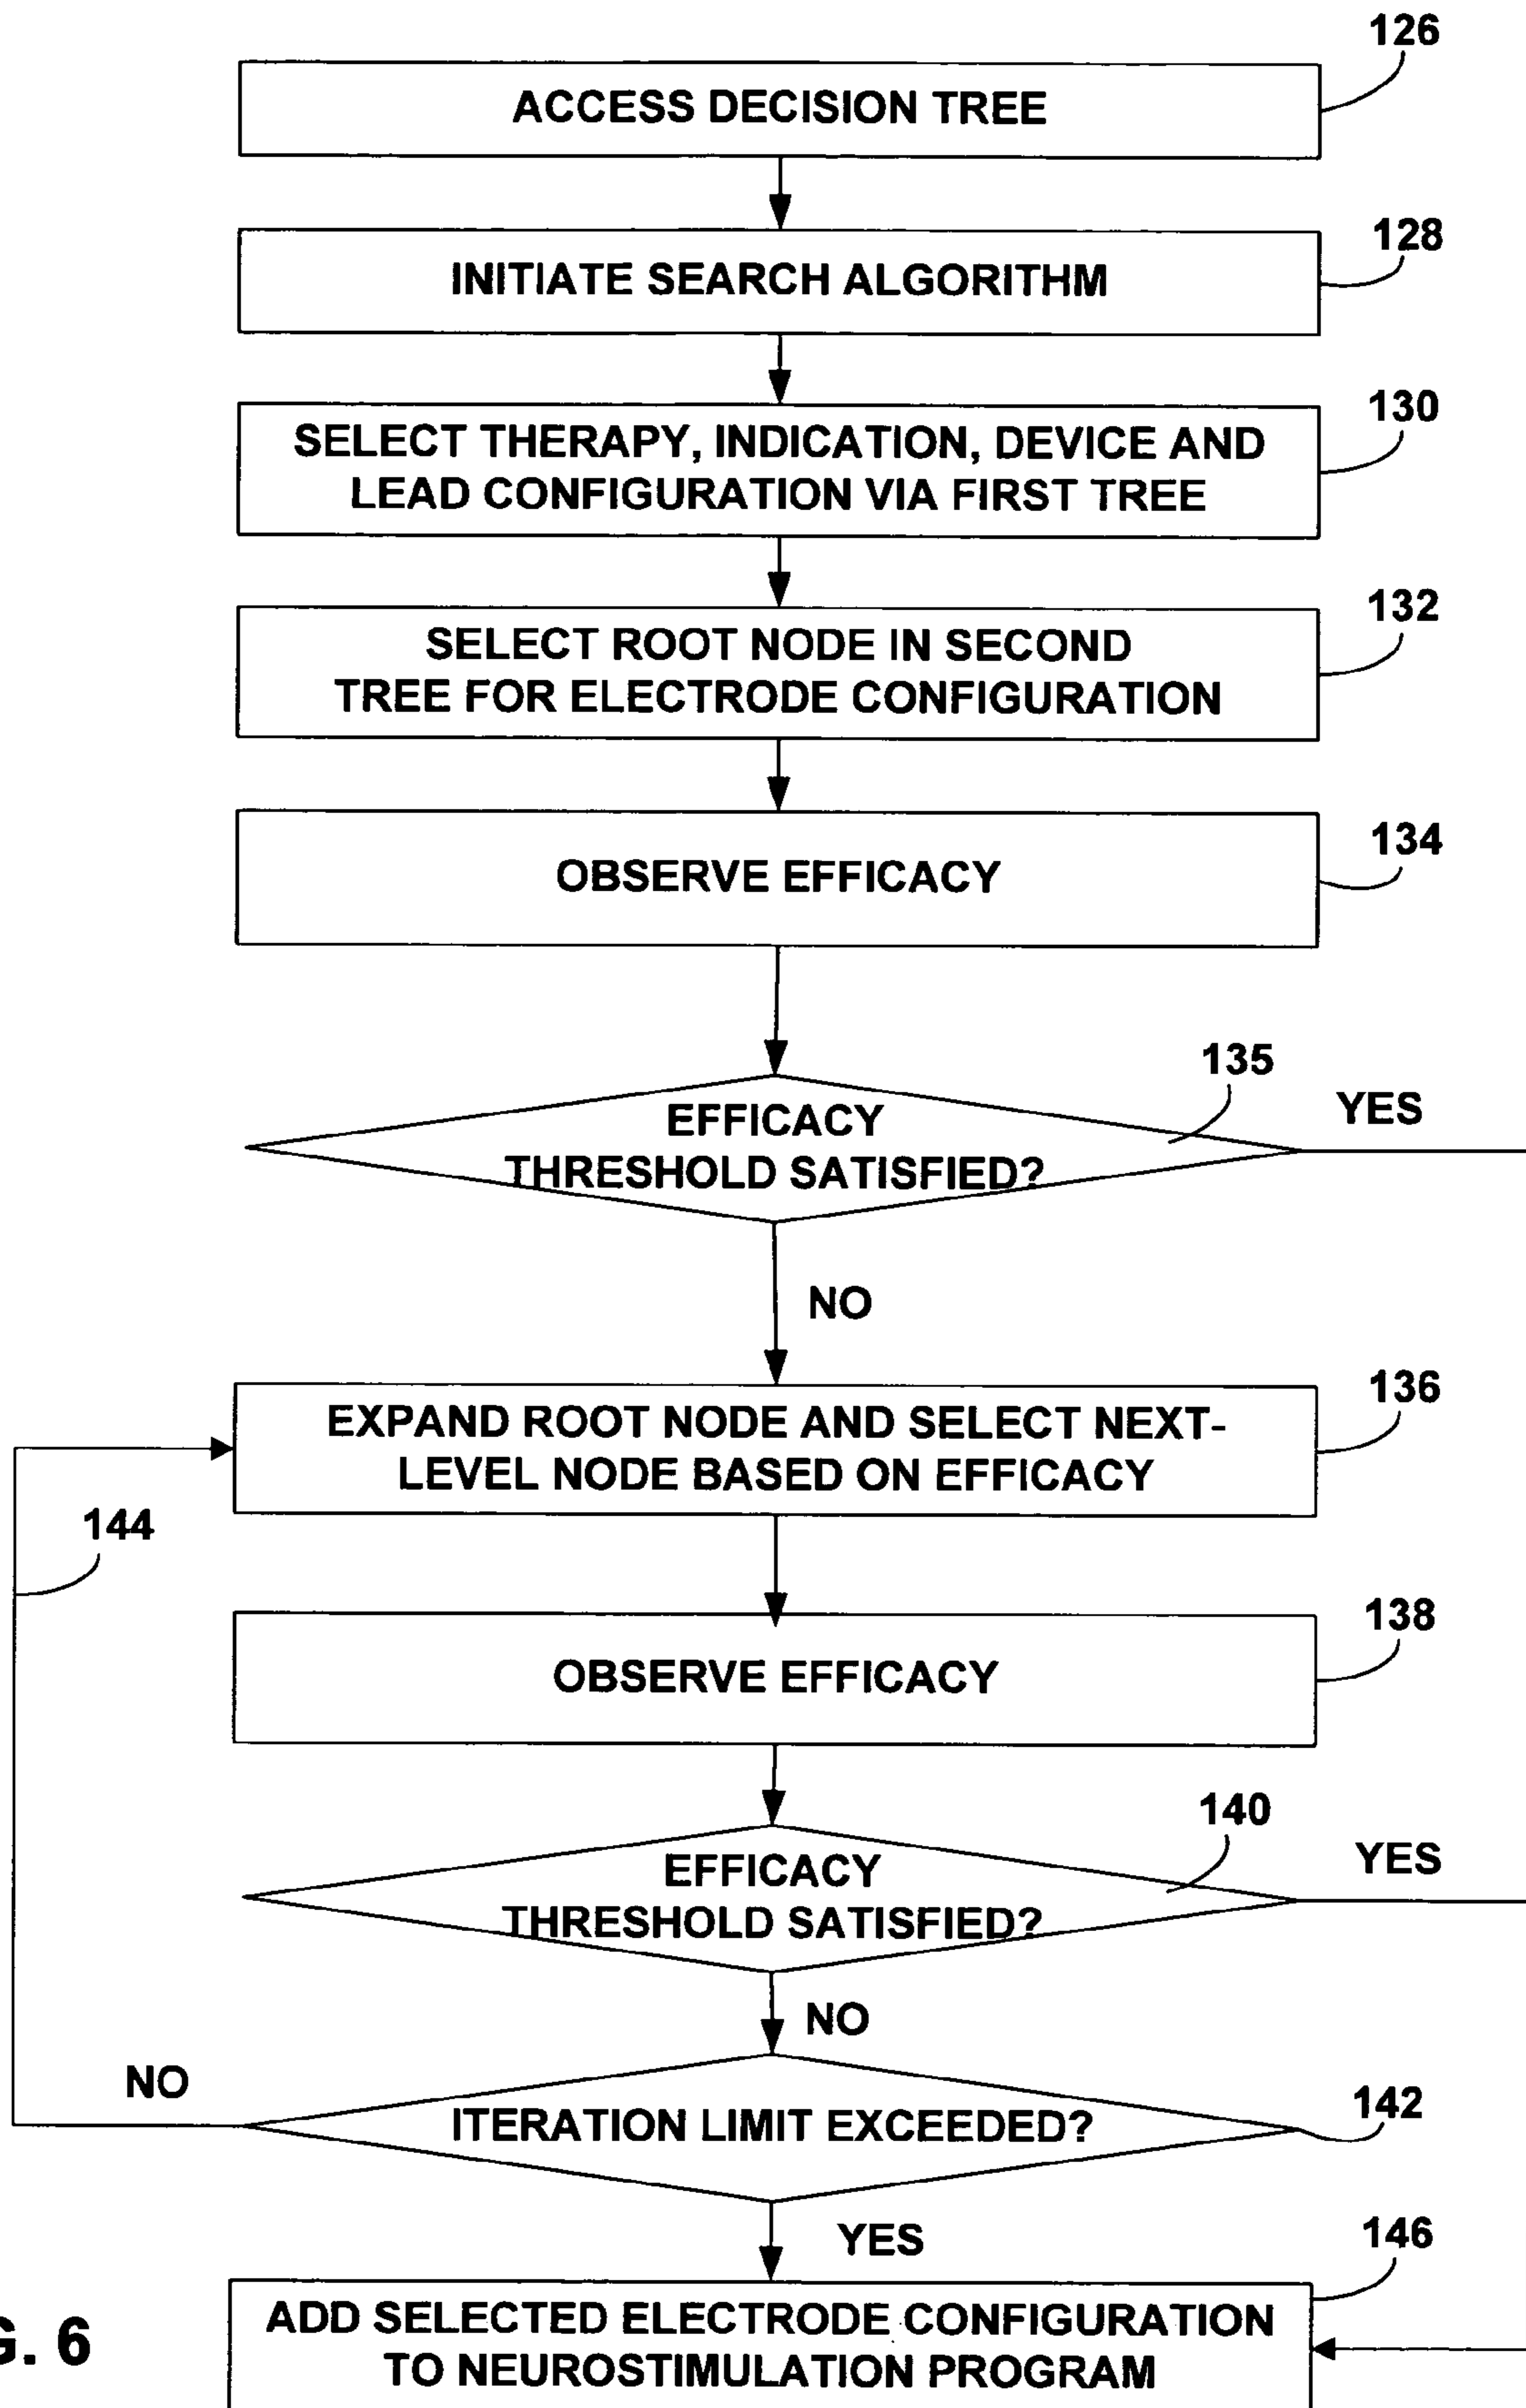 126
ACCESS DECISION TREE
128
INITIATE SEARCH ALGORITHM
130
SELECT THERAPY, INDICATION, DEVICE AND
LEAD CONFIGURATION VIA FIRST TREE
132
SELECT ROOT NODE IN SECOND
TREE FOR ELECTRODE CONFIGURATION
134
OBSERVE EFFICACY
135
YES
EFFICACY
THRESHOLD SATISFIED?
NO
136
EXPAND ROOT NODE AND SELECT NEXT-
LEVEL NODE BASED ON EFFICACY
144
138
OBSERVE EFFICACY
140
YES
EFFICACY
THRESHOLD SATISFIED?
NO
NO
142
ITERATION LIMIT EXCEEDED?
YES
146
ADD SELECTED ELECTRODE CONFIGURATION
TO NEUROSTIMULATION PROGRAM
G. 6